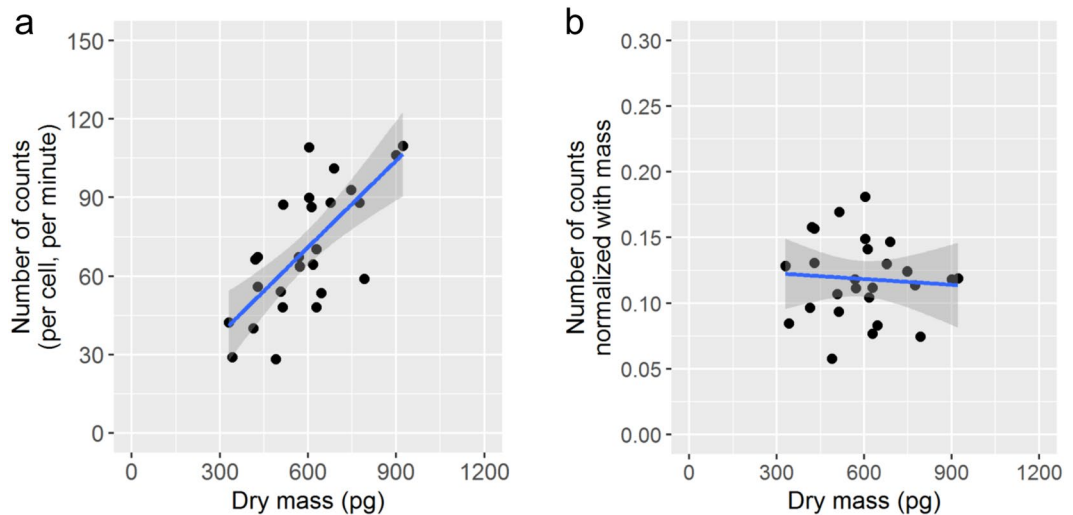 a
150
120
90
60
30
0
Number of counts
(per cell, per minute)
0 300 600 900 1200
Dry mass (pg)
b
0.30
0.25
0.20
0.15
0.10
0.05
0.00
Number of counts
normalized with mass
0 300 600 900 1200
Dry mass (pg)